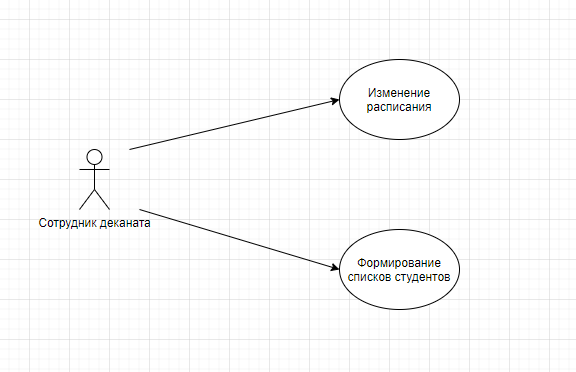 Изменение
расписания
Сотрудник деканата
Формирование
списков студентов